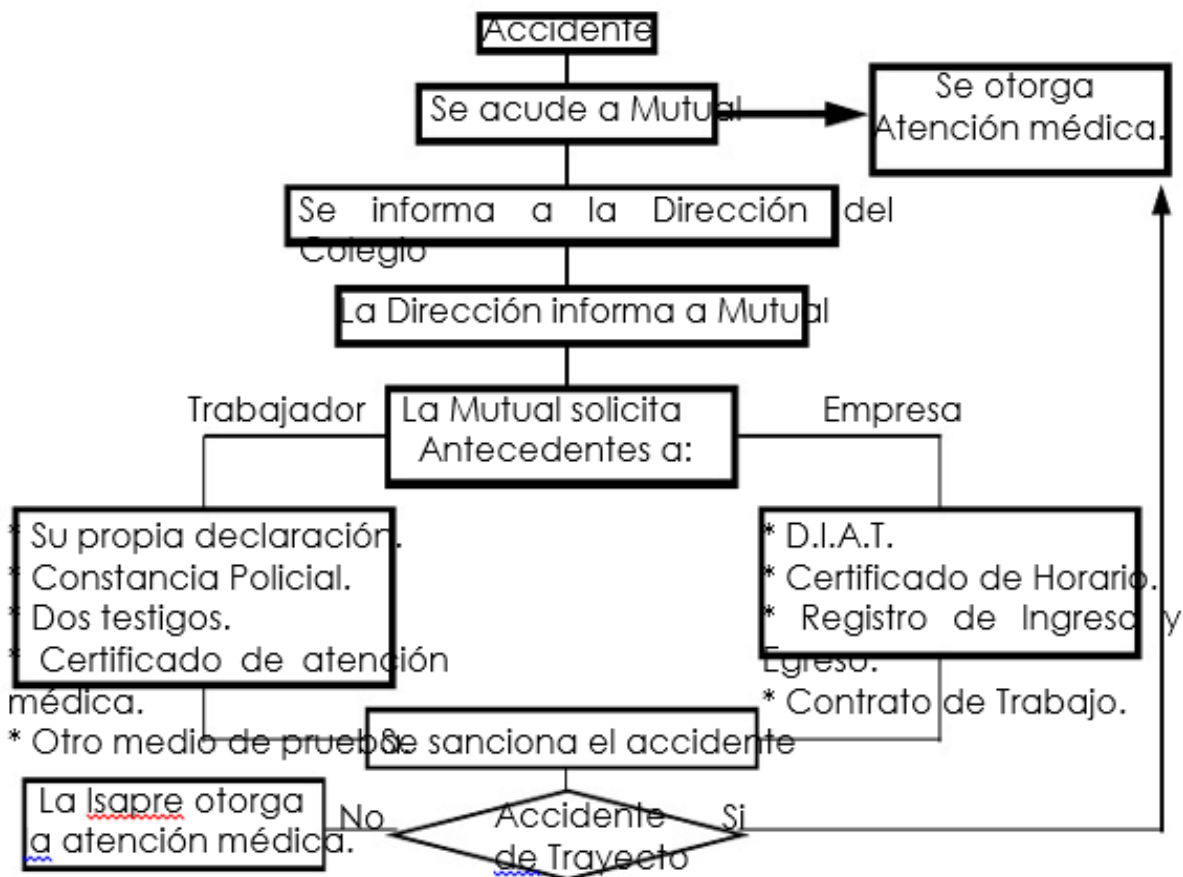 Accidente
Se acude a Mutual
Se otorga
Atención médica.
Se informa a la Dirección del
Colegio
La Dirección informa a Mutual
Trabajador
La Mutual solicita
Antecedentes a:
Empresa
* Su propia declaración.
* Constancia Policial.
* Dos testigos.
* Certificado de atención
médica.
* Otro medio de prueba.
* D.I.A.T.
* Certificado de Horario.
* Registro de Ingreso y
Egreso.
* Contrato de Trabajo.
Se sanciona el accidente
La Isapre otorga
a atención médica.
No
Accidente
de Trayecto
Si